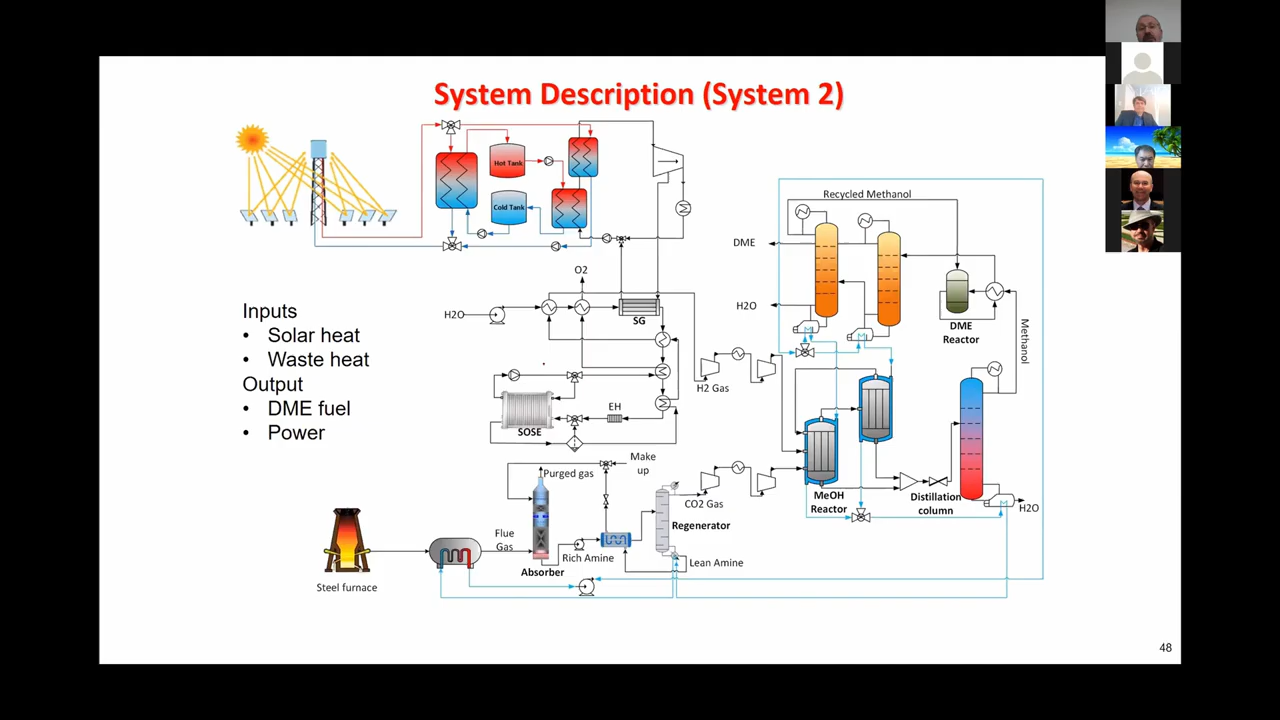 System Description (System 2)
Hot Tank
Cold Tank
Recycled Methanol
DME
O2
H2O
H2O
SG
DME
Reactor
Methanol
Inputs
• Solar heat
• Waste heat
Output
• DME fuel
• Power
H2 Gas
EH
SOSE
Make
up
Purged gas
CO2 Gas
MeOH
Reactor
Distillation
column
H2O
Regenerator
Flue
Gas
Rich Amine
Lean Amine
Absorber
Steel furnace
48